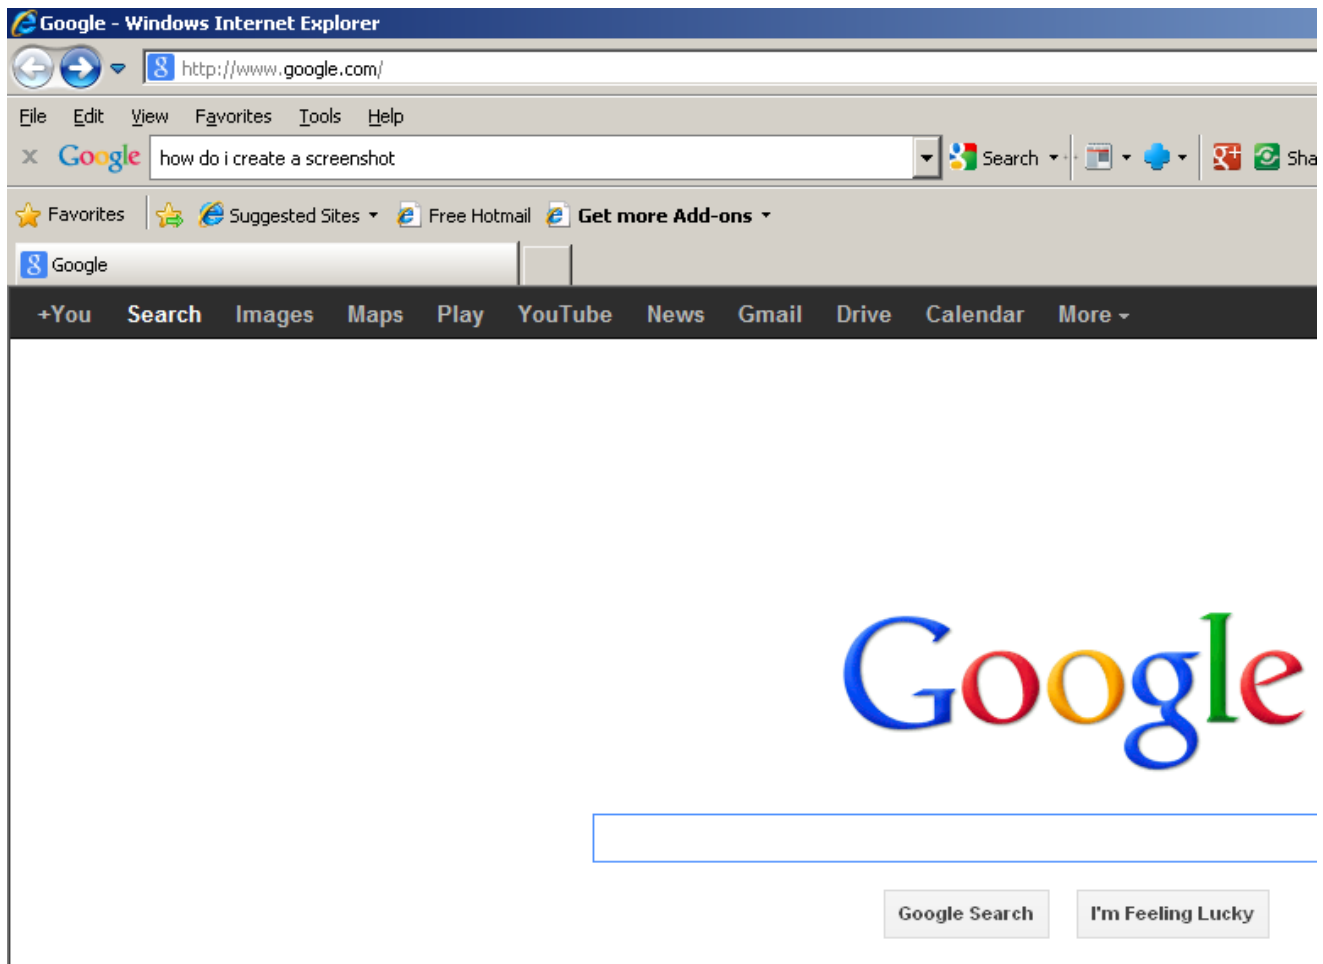 Google - Windows Internet Explorer
http://www.google.com/
File Edit View Favorites Tools Help
Google how do i create a screenshot Search Sha
Favorites Suggested Sites Free Hotmail Get more Add-ons
Google
+You Search Images Maps Play YouTube News Gmail Drive Calendar More
Google
Google Search I'm Feeling Lucky